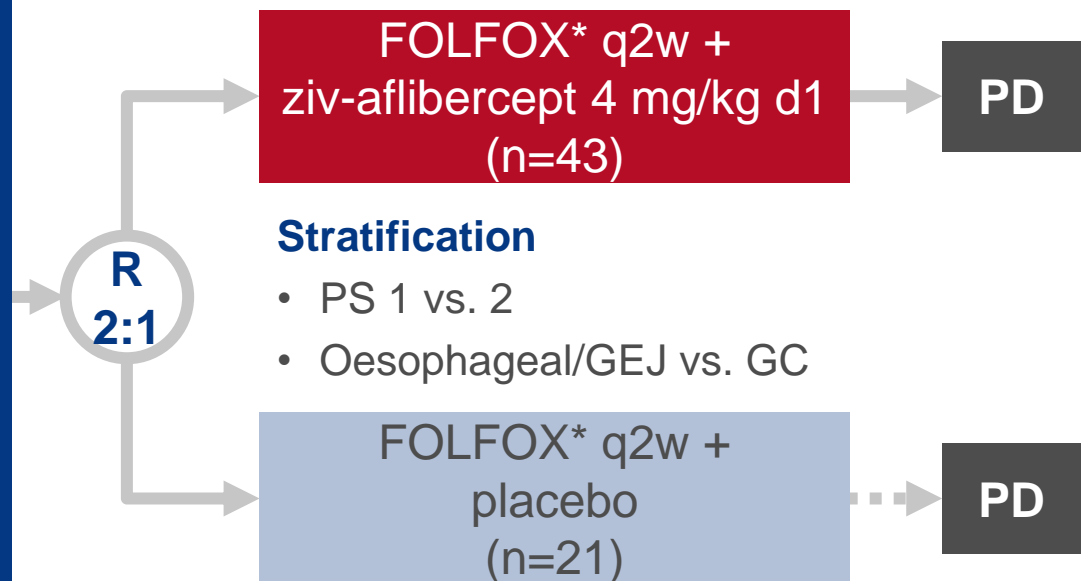 FOLFOX* q2w +
ziv-aflibercept 4 mg/kg d1
(n=43)
PD
R
2:1
Stratification
• PS 1 vs. 2
• Oesophageal/GEJ vs. GC
FOLFOX* q2w +
placebo
(n=21)
PD